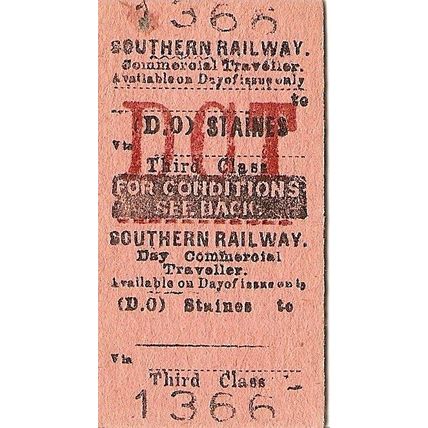 1366
SOUTHERN RAILWAY.
Commercial Traveller.
Available on Day of issue only
to
DCT
(D.O) STAINES
Via
Third Class
FOR CONDITIONS
SEE BACK.
SOUTHERN RAILWAY.
Day Commercial
Traveller.
Available on Day of issue only
(D.O) Staines to
Via
Third Class
1366